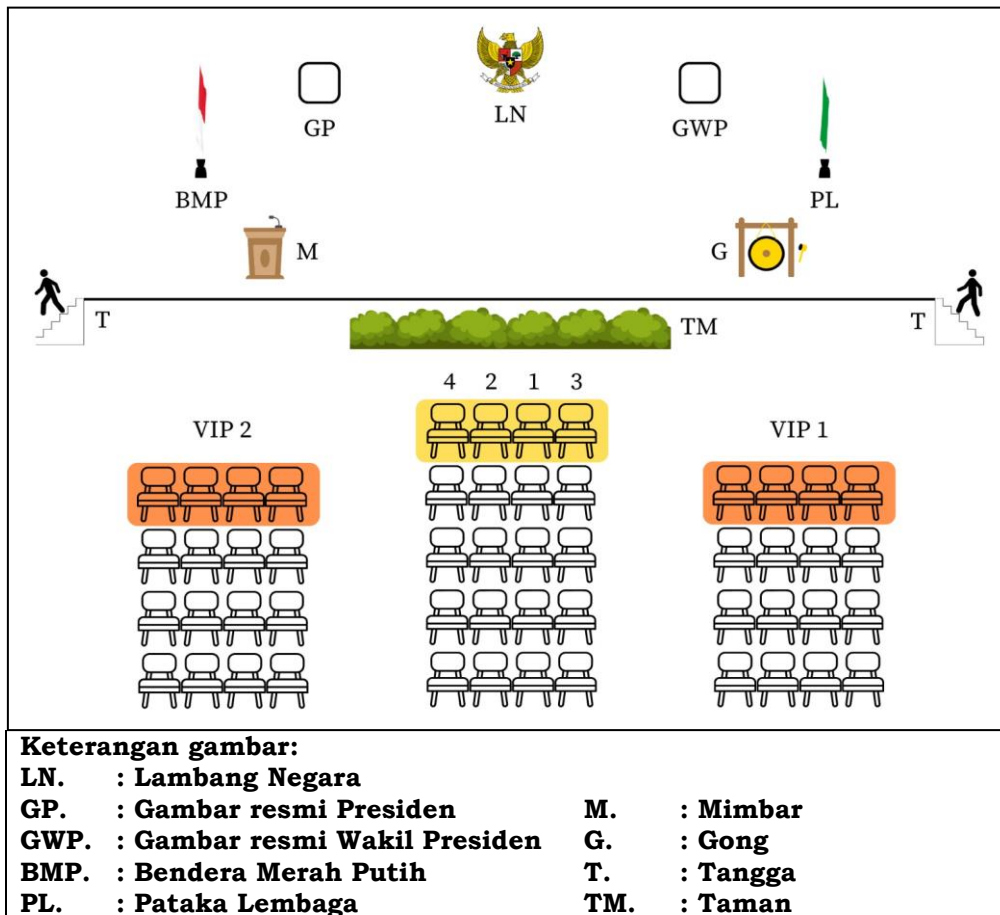 LN
GP
GWP
BMP
PL
M
G
T
TM
T
4 2 1 3
VIP 2
VIP 1
Keterangan gambar:
LN. : Lambang Negara
GP. : Gambar resmi Presiden M. : Mimbar
GWP. : Gambar resmi Wakil Presiden G. : Gong
BMP. : Bendera Merah Putih T. : Tangga
PL. : Pataka Lembaga TM. : Taman